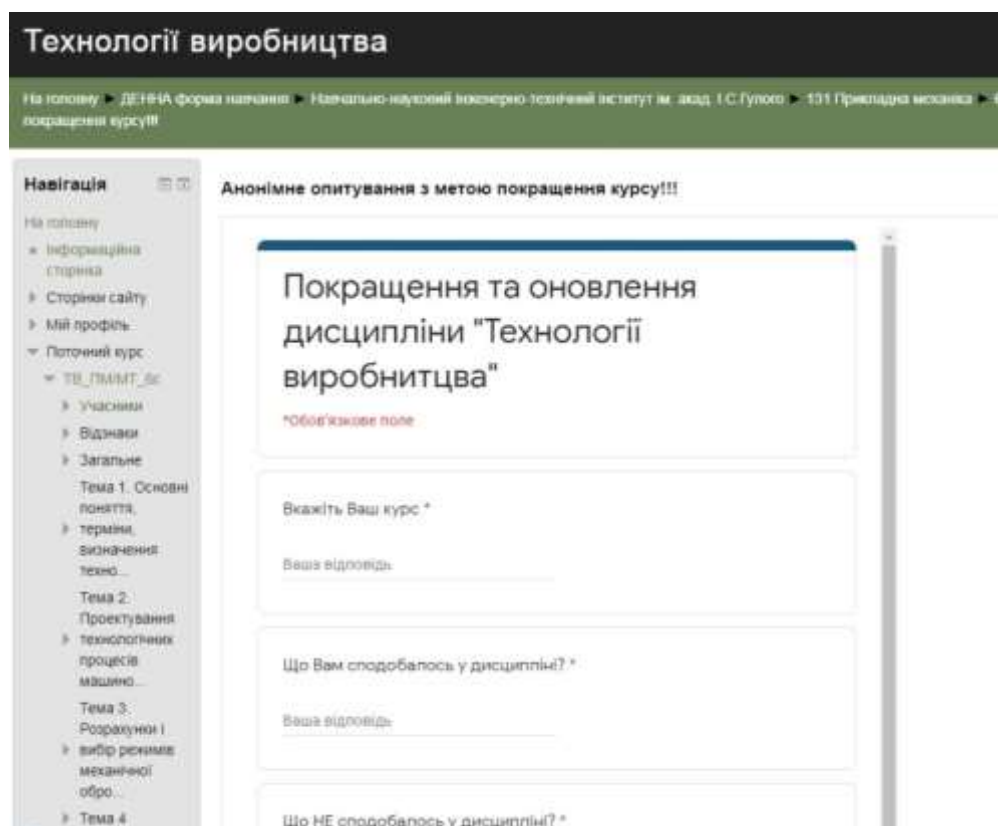 Технології виробництва
На головну ► ДЕННА форма навчання ► Навчально-науковий інженерно-технічний інститут ім. акад. І.С.Гулого ► 131 Прикладна механіка ►
покращення курсу!!!
Навігація
Анонімне опитування з метою покращення курсу!!!
На головну
Інформаційна
сторінка
Сторінки сайту
Мій профіль
Поточний курс
ТВ_ПМ/МТ_6с
Учасники
Відзнаки
Загальне
Тема 1. Основні
поняття,
терміни,
визначення
техно...
Тема 2.
Проектування
технологічних
процесів
машино...
Тема 3.
Розрахунки і
вибір режимів
механічної
обро...
Тема 4
Покращення та оновлення
дисципліни "Технології
виробнитцва"
*Обов'язкове поле
Вкажіть Ваш курс *
Ваша відповідь
Що Вам сподобалось у дисципліні? *
Ваша відповідь
Що НЕ сподобалось у дисципліні? *